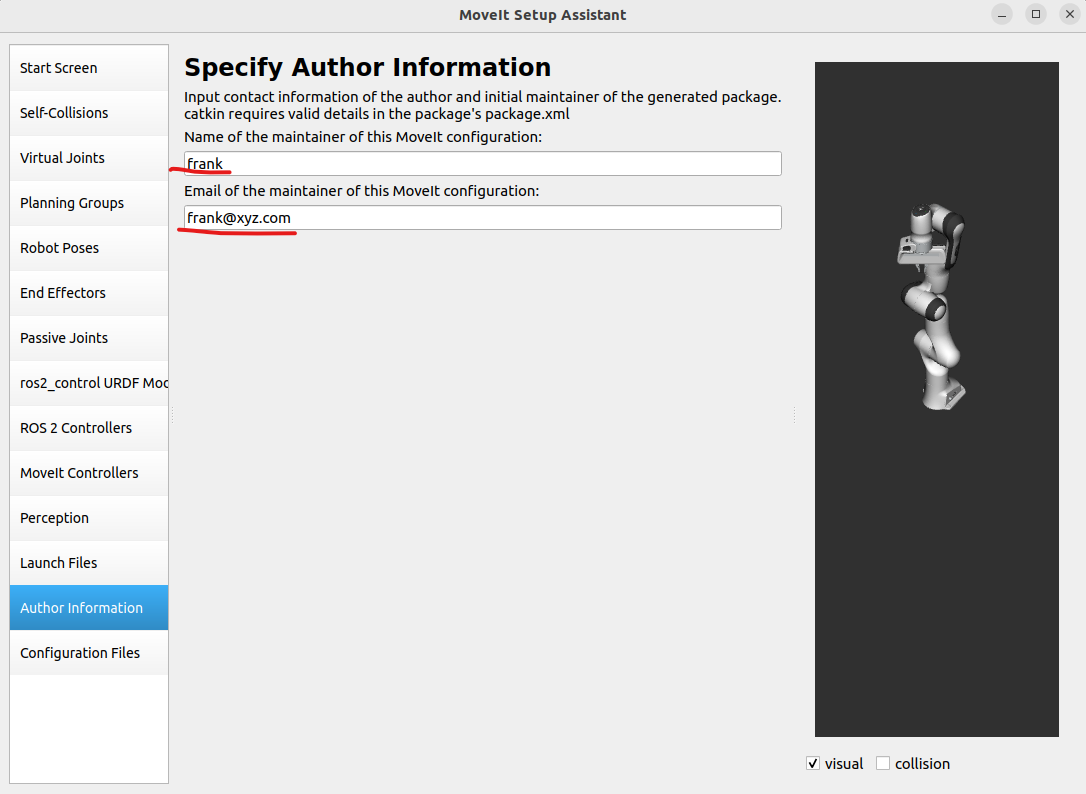 MoveIt Setup Assistant
Start Screen
Self-Collisions
Virtual Joints
Planning Groups
Robot Poses
End Effectors
Passive Joints
ros2_control URDF Moc
ROS 2 Controllers
MoveIt Controllers
Perception
Launch Files
Author Information
Configuration Files
Specify Author Information
Input contact information of the author and initial maintainer of the generated package.
catkin requires valid details in the package's package.xml
Name of the maintainer of this MoveIt configuration:
frank
Email of the maintainer of this MoveIt configuration:
frank@xyz.com
visual
collision